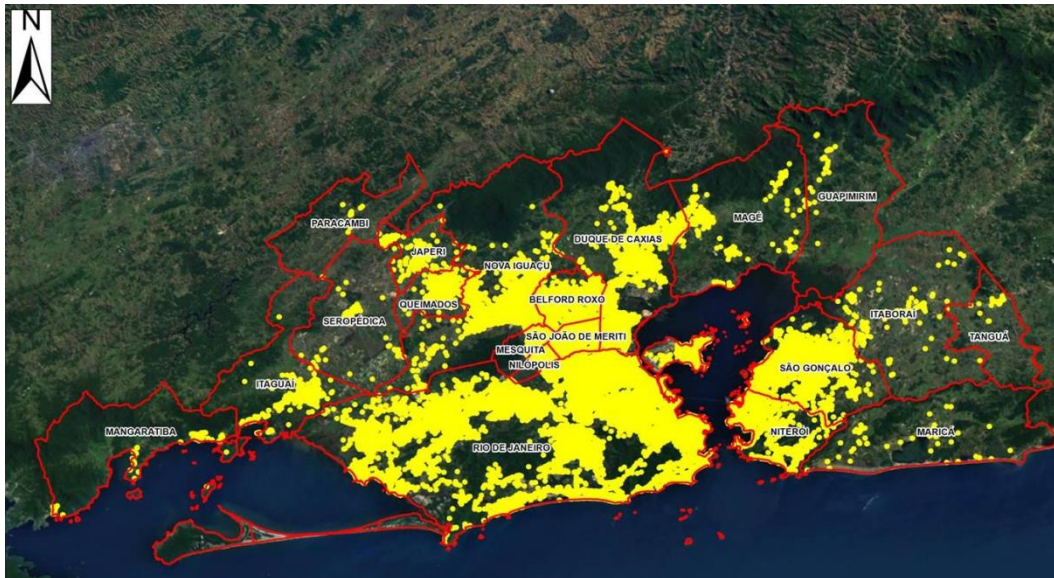 N
GUAPIMIRIM
MAGÉ
PARACAMBI
DUQUE DE CAXIAS
JAPERI
NOVA IGUAÇU
BELFORD ROXO
QUEIMADOS
ITABORAÍ
SEROPÉDICA
SÃO JOÃO DE MERITI
TANGUÁ
MESQUITA
NILÓPOLIS
SÃO GONÇALO
ITAGUAÍ
MANGARATIBA
NITERÓI
MARICÁ
RIO DE JANEIRO